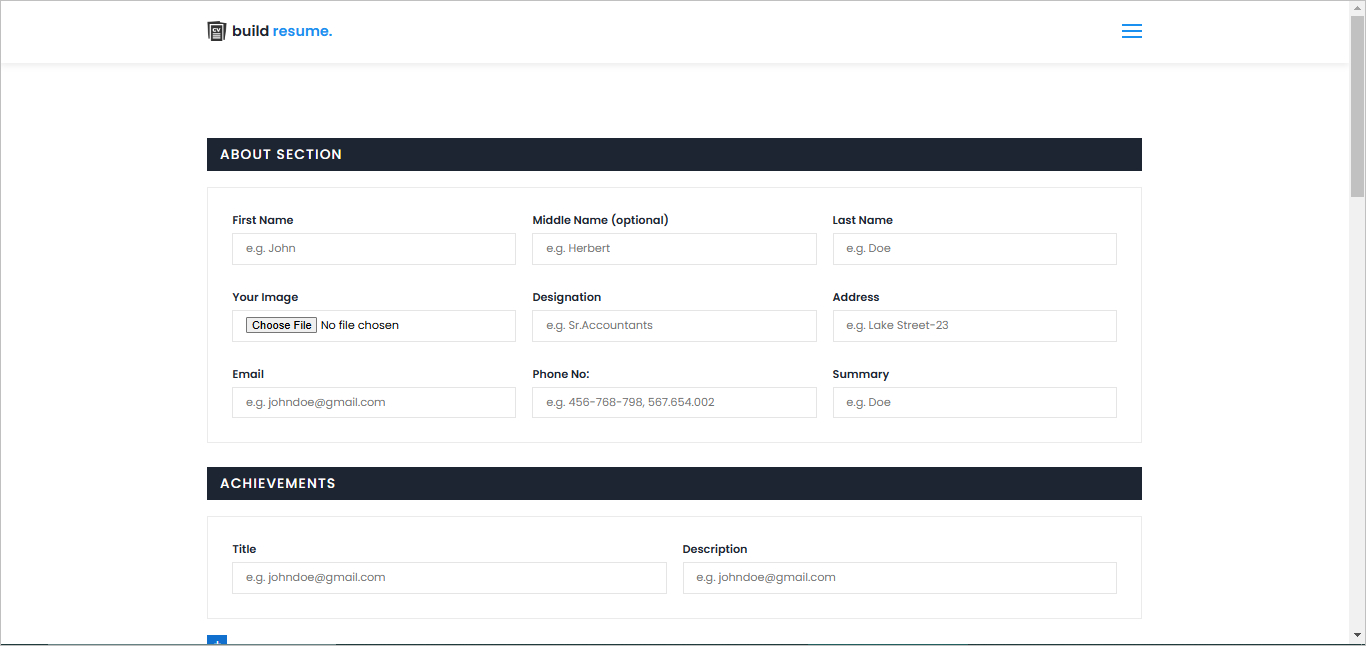 CV build resume.
ABOUT SECTION
First Name Middle Name (optional) Last Name
e.g. John e.g. Herbert e.g. Doe
Your Image Designation Address
Choose File No file chosen e.g. Sr.Accountants e.g. Lake Street-23
Email Phone No: Summary
e.g. johndoe@gmail.com e.g. 456-768-798, 567.654.002 e.g. Doe
ACHIEVEMENTS
Title Description
e.g. johndoe@gmail.com e.g. johndoe@gmail.com
+